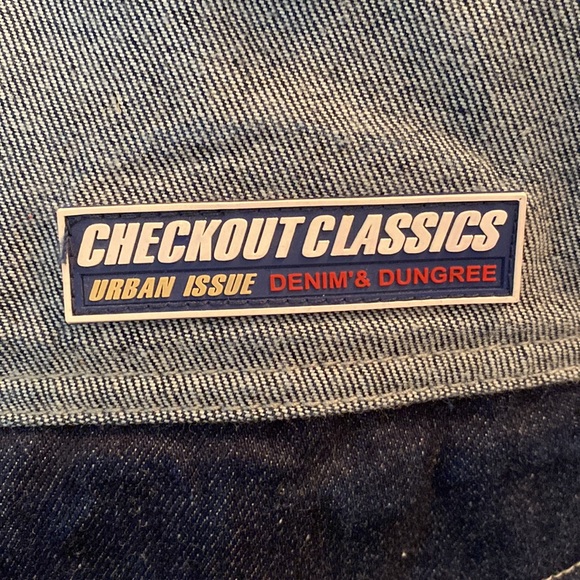 CHECKOUT CLASSICS
URBAN ISSUE DENIM'& DUNGREE